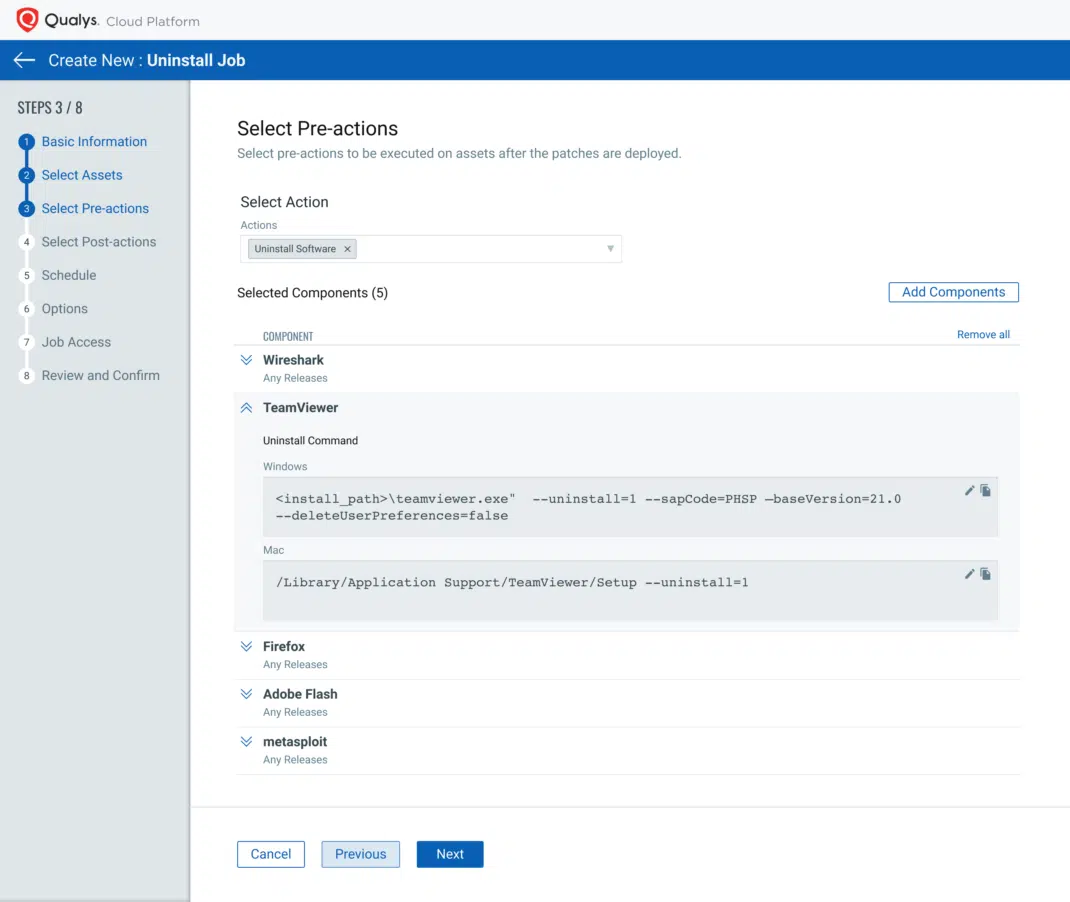 Qualys. Cloud Platform
Create New : Uninstall Job
STEPS 3 / 8
1 Basic Information
2 Select Assets
3 Select Pre-actions
4 Select Post-actions
5 Schedule
6 Options
7 Job Access
8 Review and Confirm
Select Pre-actions
Select pre-actions to be executed on assets after the patches are deployed.
Select Action
Actions
Uninstall Software ×
Selected Components (5)
Add Components
COMPONENT
Remove all
Wireshark
Any Releases
TeamViewer
Uninstall Command
Windows
<install_path>\teamviewer.exe" --uninstall=1 --sapCode=PHSP —baseVersion=21.0
--deleteUserPreferences=false
Mac
/Library/Application Support/TeamViewer/Setup --uninstall=1
Firefox
Any Releases
Adobe Flash
Any Releases
metasploit
Any Releases
Cancel
Previous
Next